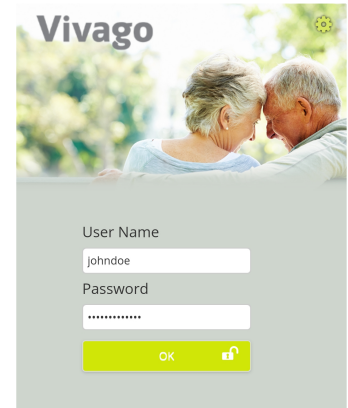 Vivago
User Name
johndoe
Password
•••••••••••••
OK